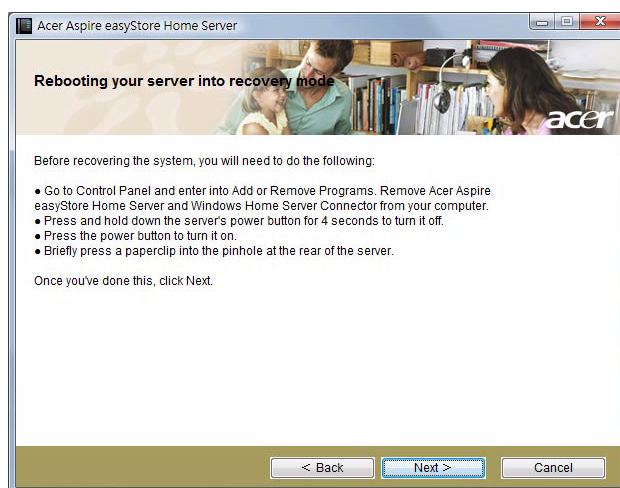 Acer Aspire easyStore Home Server
Rebooting your server into recovery mode
acer
Before recovering the system, you will need to do the following:
● Go to Control Panel and enter into Add or Remove Programs. Remove Acer Aspire
easyStore Home Server and Windows Home Server Connector from your computer.
● Press and hold down the server's power button for 4 seconds to turn it off.
● Press the power button to turn it on.
● Briefly press a paperclip into the pinhole at the rear of the server.
Once you've done this, click Next.
< Back Next > Cancel